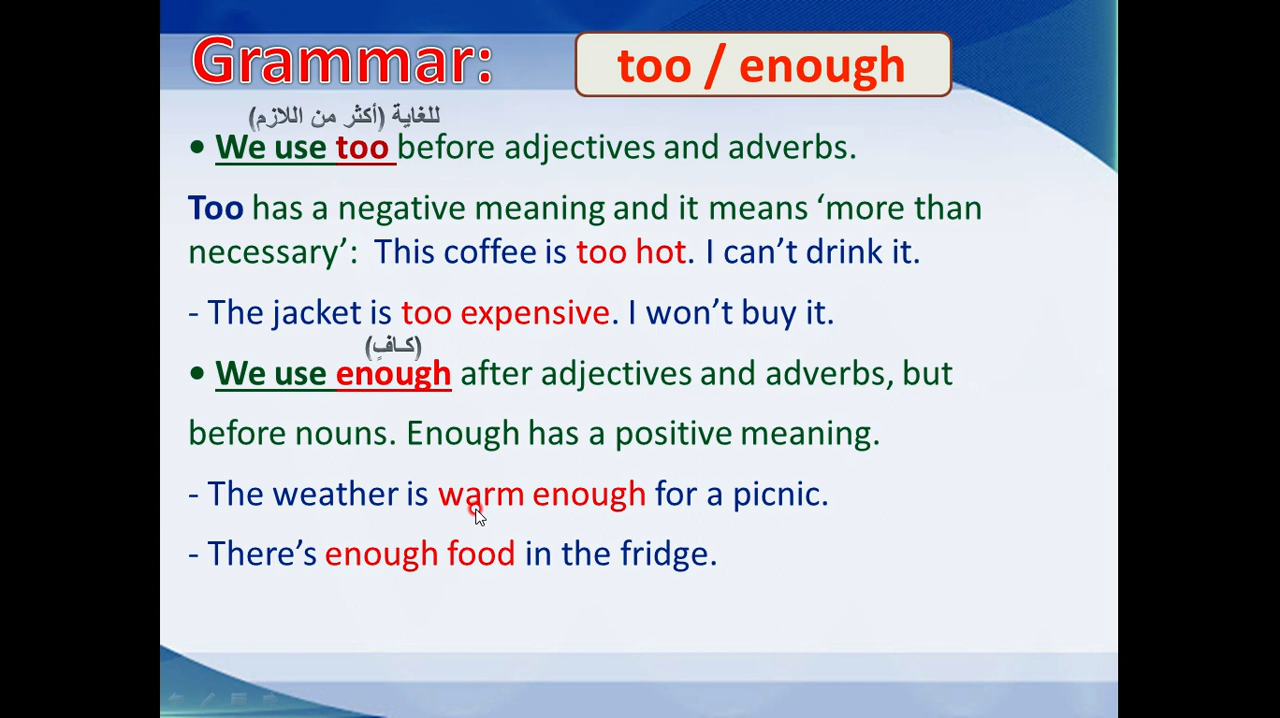 Grammar:
too / enough
للغاية (أكثر من اللازم)
• We use too before adjectives and adverbs.
Too has a negative meaning and it means ‘more than
necessary’: This coffee is too hot. I can’t drink it.
- The jacket is too expensive. I won’t buy it.
(كـافٍ)
• We use enough after adjectives and adverbs, but
before nouns. Enough has a positive meaning.
- The weather is warm enough for a picnic.
- There’s enough food in the fridge.